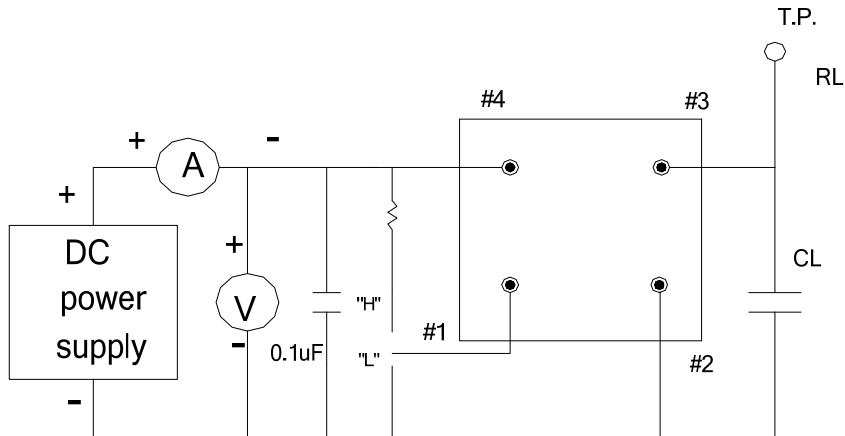 T.P.
RL
#4
#3
+
-
A
+
DC
power
supply
-
+
V
-
0.1uF
"H"
"L"
#1
#2
CL